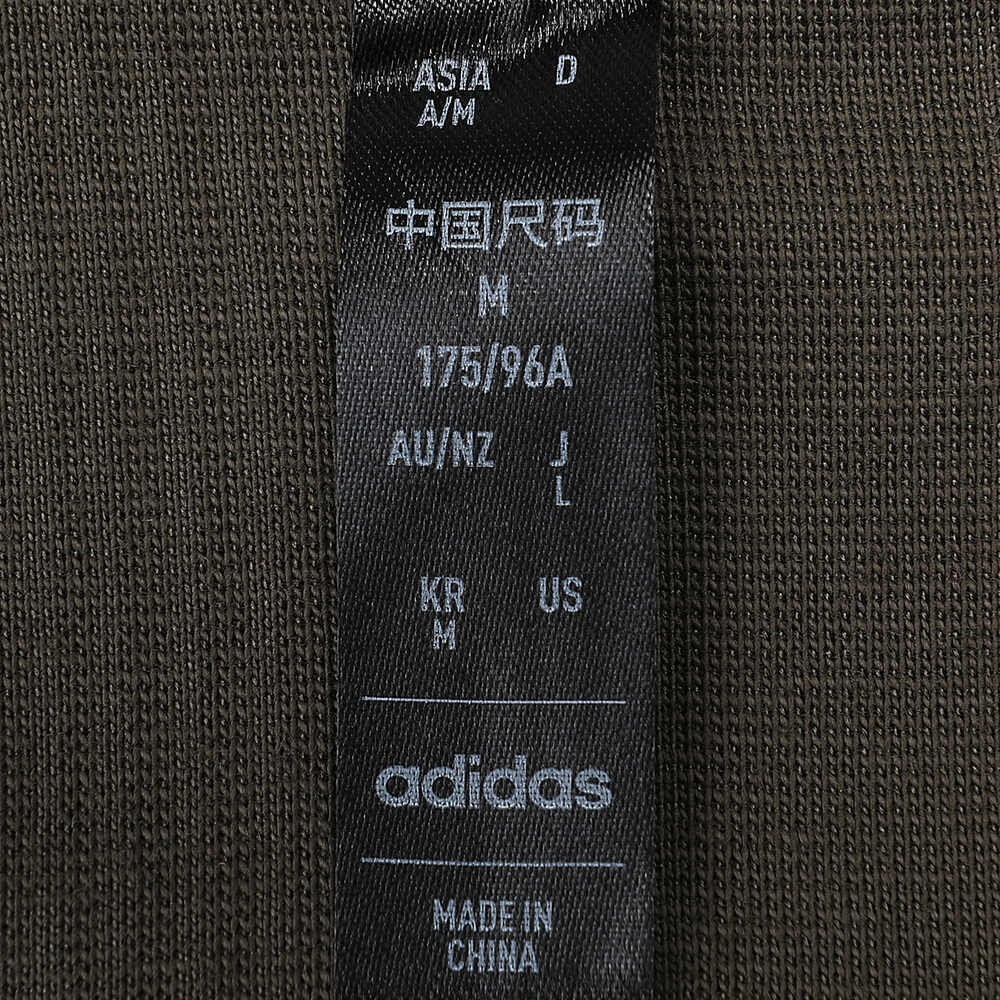 ASIA D
A/M
中国尺码
M
175/96A
AU/NZ J
L
KR US
M
adidas
MADE IN
CHINA